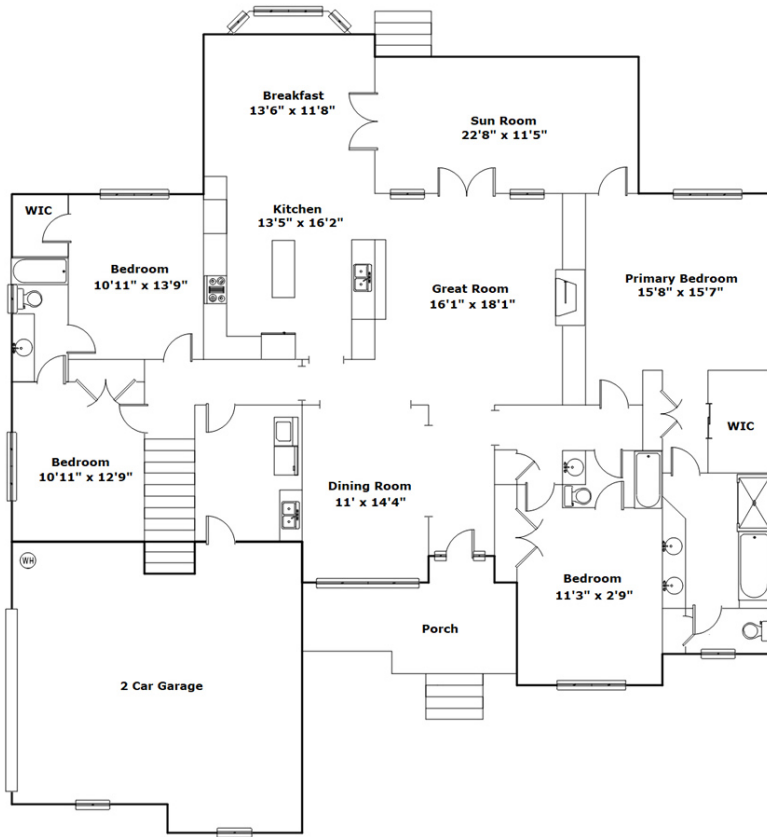 Breakfast
13'6" x 11'8"
Sun Room
22'8" x 11'5"
WIC
Kitchen
13'5" x 16'2"
Bedroom
10'11" x 13'9"
Great Room
16'1" x 18'1"
Primary Bedroom
15'8" x 15'7"
WIC
Bedroom
10'11" x 12'9"
Dining Room
11' x 14'4"
WH
Bedroom
11'3" x 2'9"
Porch
2 Car Garage